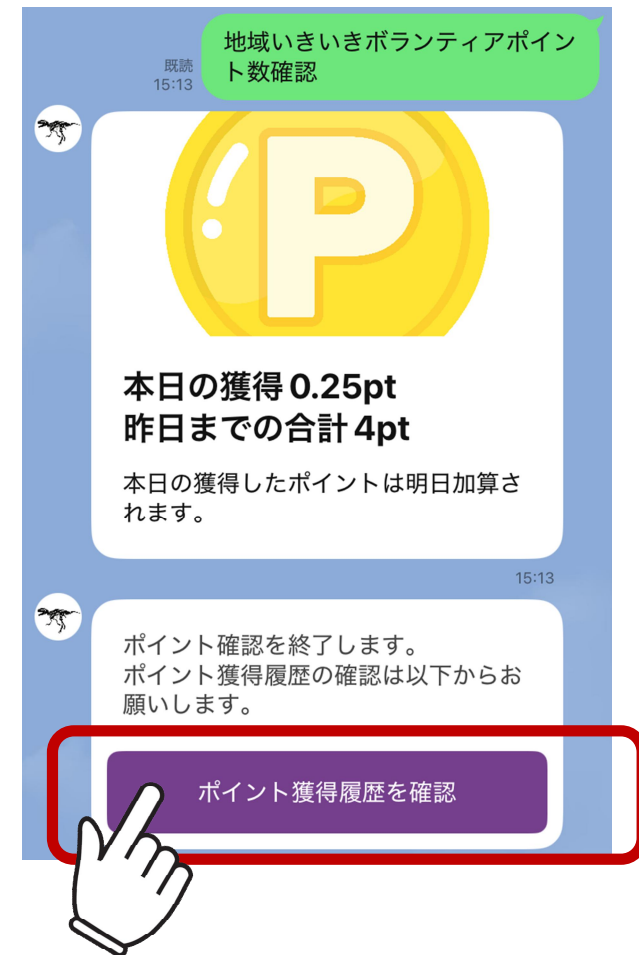 地域いきいきボランティアポイン
ト数確認
既読
15:13
P
本日の獲得 0.25pt
昨日までの合計 4pt
本日の獲得したポイントは明日加算さ
れます。
15:13
ポイント確認を終了します。
ポイント獲得履歴の確認は以下からお
願いします。
ポイント獲得履歴を確認